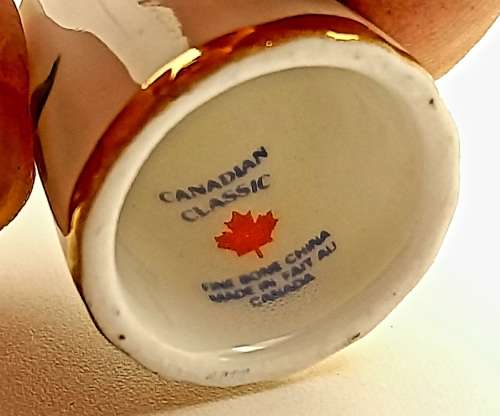 CANADIAN
CLASSIC
FINE BONE CHINA
MADE IN FAIT AU
CANADA